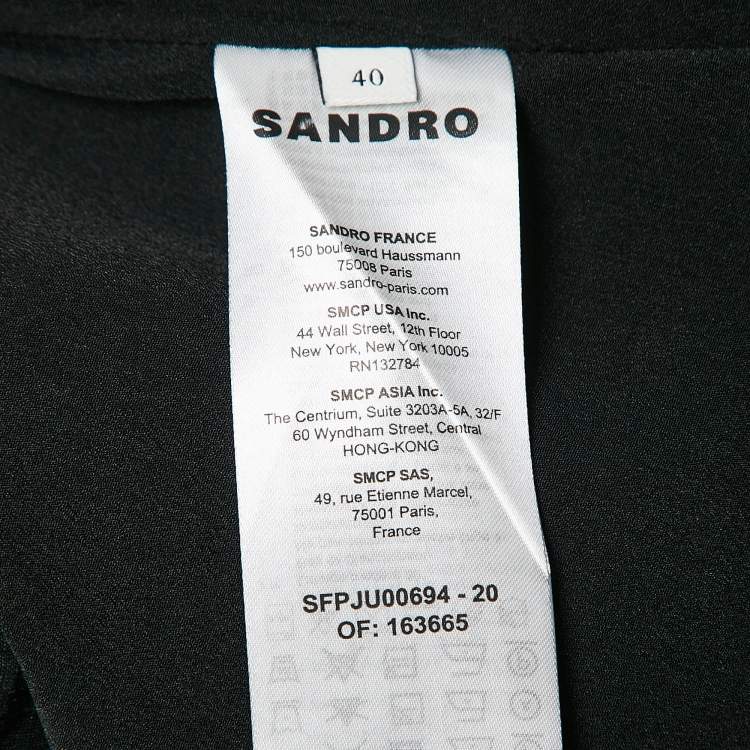 40
SANDRO
SANDRO FRANCE
150 boulevard Haussmann
75008 Paris
www.sandro-paris.com
SMCP USA Inc.
44 Wall Street, 12th Floor
New York, New York 10005
RN132784
SMCP ASIA Inc.
The Centrium, Suite 3203A-5A, 32/F
60 Wyndham Street, Central
HONG-KONG
SMCP SAS,
49, rue Etienne Marcel,
75001 Paris,
France
SFPJU00694 - 20
OF: 163665